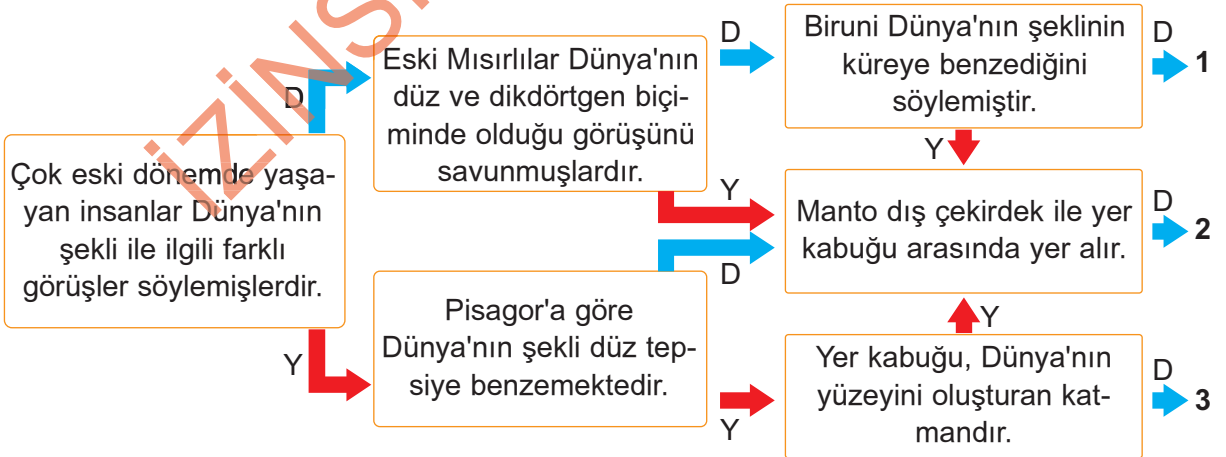 İZİNS
Çok eski dönemde yaşa-
yan insanlar Dünya'nın
şekli ile ilgili farklı
görüşler söylemişlerdir.
D
Y
Eski Mısırlılar Dünya'nın
düz ve dikdörtgen biçi-
minde olduğu görüşünü
savunmuşlardır.
D
Y
Pisagor'a göre
Dünya'nın şekli düz tep-
siye benzemektedir.
D
Y
Biruni Dünya'nın şeklinin
küreye benzediğini
söylemiştir.
D
1
Y
Manto dış çekirdek ile yer
kabuğu arasında yer alır.
D
2
Y
Yer kabuğu, Dünya'nın
yüzeyini oluşturan kat-
mandır.
D
3